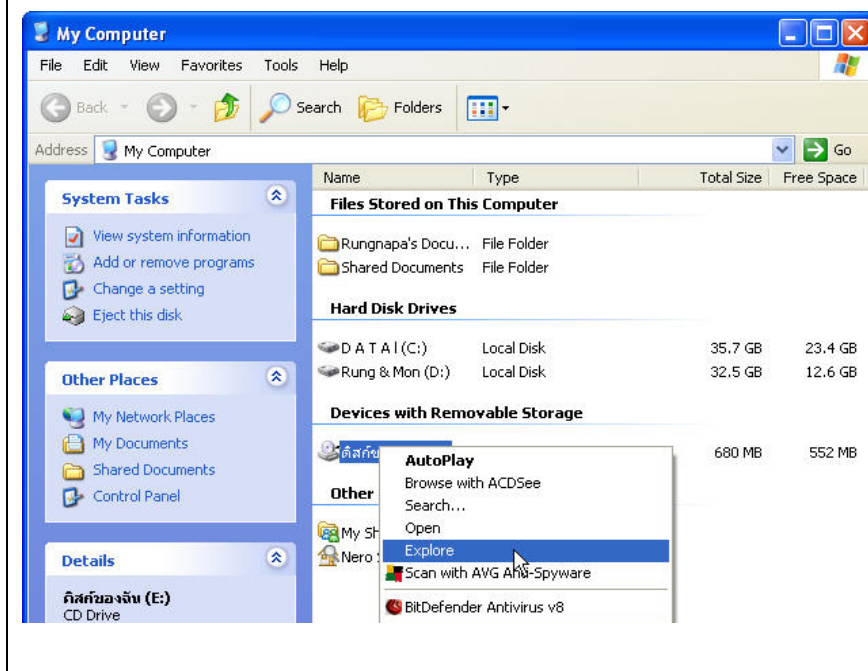 My Computer
File Edit View Favorites Tools Help
Back Search Folders
Address My Computer Go
Name Type Total Size Free Space
System Tasks
View system information
Add or remove programs
Change a setting
Eject this disk
Other Places
My Network Places
My Documents
Shared Documents
Control Panel
Details
ดิสก์ของฉัน (E:)
CD Drive
Files Stored on This Computer
Rungnapa's Docu... File Folder
Shared Documents File Folder
Hard Disk Drives
D A T A l (C:) Local Disk 35.7 GB 23.4 GB
Rung & Mon (D:) Local Disk 32.5 GB 12.6 GB
Devices with Removable Storage
680 MB 552 MB
Other
My Sh
Nero
AutoPlay
Browse with ACDSee
Search...
Open
Explore
Scan with AVG Anti-Spyware
BitDefender Antivirus v8